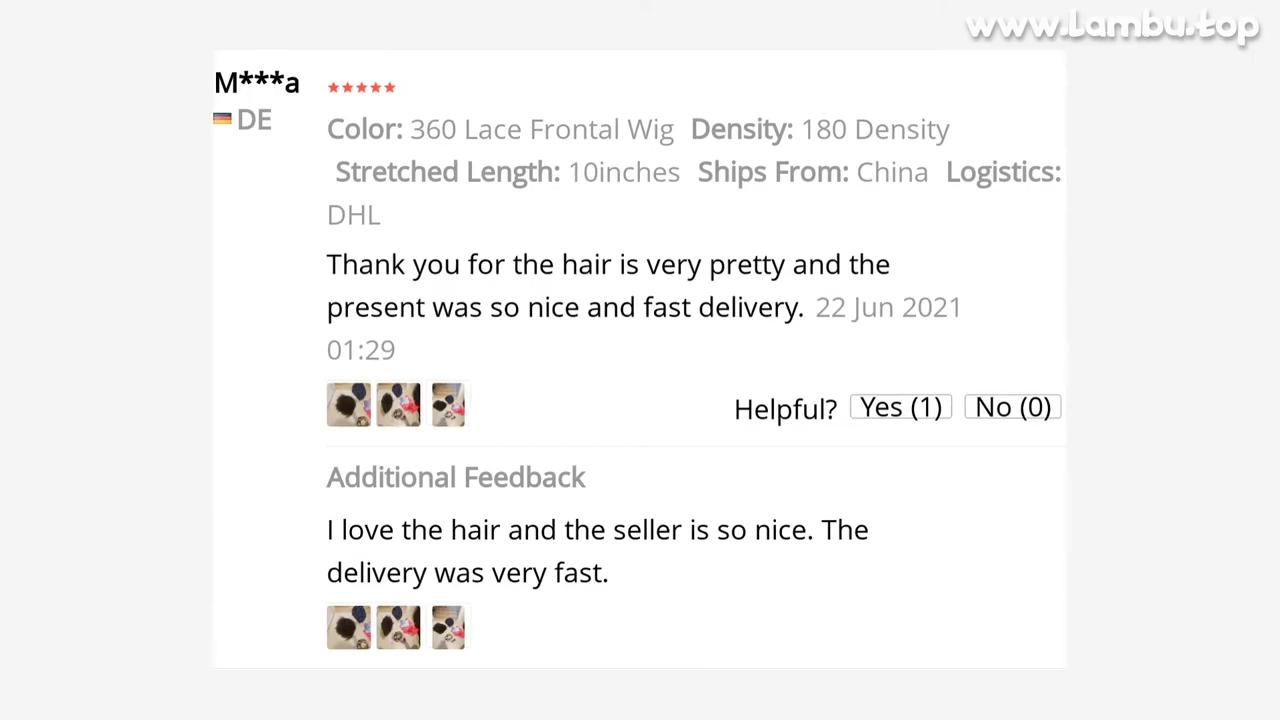 www.Lambu.top
M***a
DE
Color: 360 Lace Frontal Wig Density: 180 Density
Stretched Length: 10inches Ships From: China Logistics:
DHL
Thank you for the hair is very pretty and the
present was so nice and fast delivery. 22 Jun 2021
01:29
Helpful? Yes (1) No (0)
Additional Feedback
I love the hair and the seller is so nice. The
delivery was very fast.